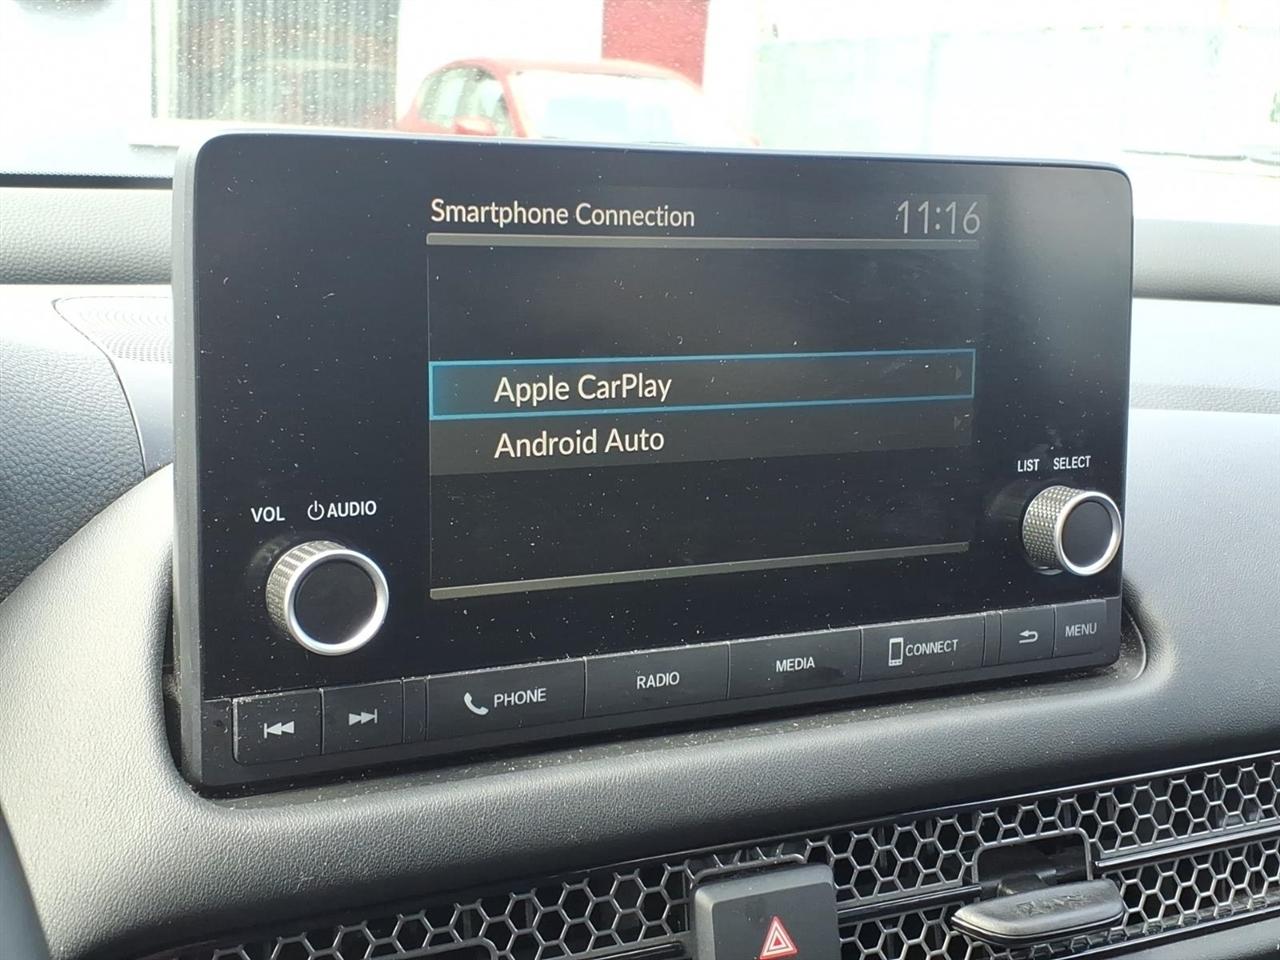 Smartphone Connection 11:16
Apple CarPlay
Android Auto
VOL AUDIO
LIST SELECT
PHONE RADIO MEDIA CONNECT MENU